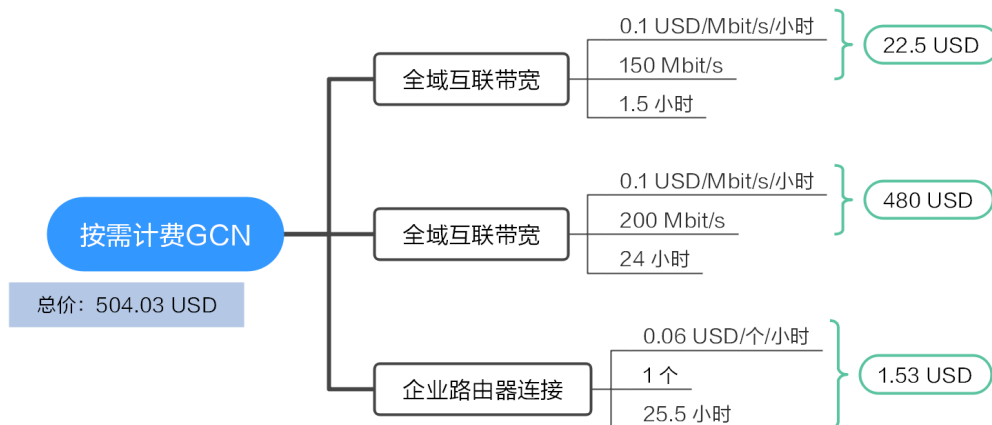 按需计费GCN
总价：504.03 USD
全域互联带宽
0.1 USD/Mbit/s/小时
150 Mbit/s
1.5 小时
22.5 USD
全域互联带宽
0.1 USD/Mbit/s/小时
200 Mbit/s
24 小时
480 USD
企业路由器连接
0.06 USD/个/小时
1 个
25.5 小时
1.53 USD